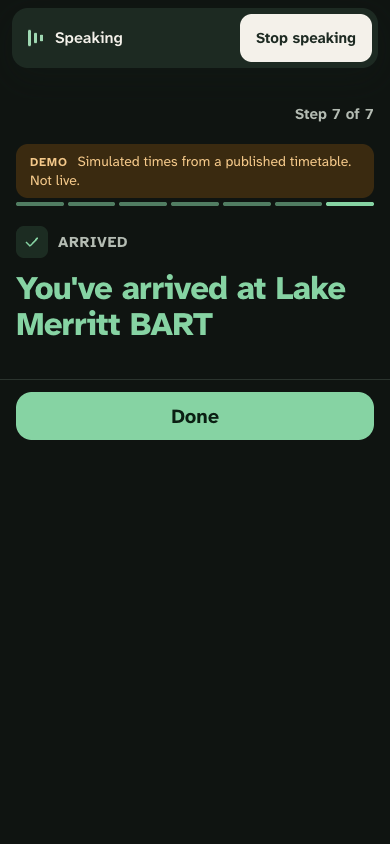 Speaking
Stop speaking
Step 7 of 7
DEMO Simulated times from a published timetable.
Not live.
ARRIVED
You've arrived at Lake
Merritt BART
Done